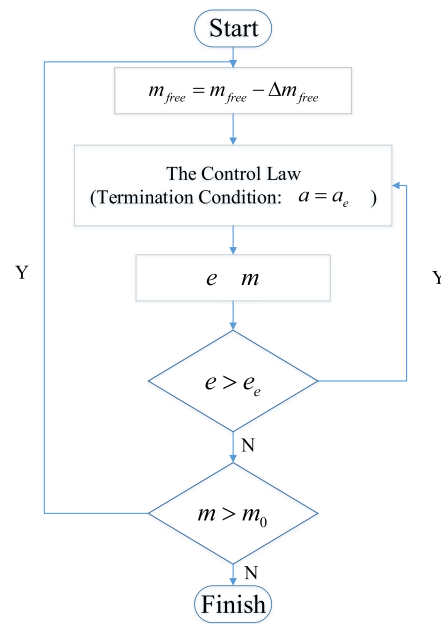 Start
m_free = m_free − Δm_free
The Control Law
(Termination Condition: a = a_e )
e m
Y
Y
e > e_e
N
m > m_0
N
Finish